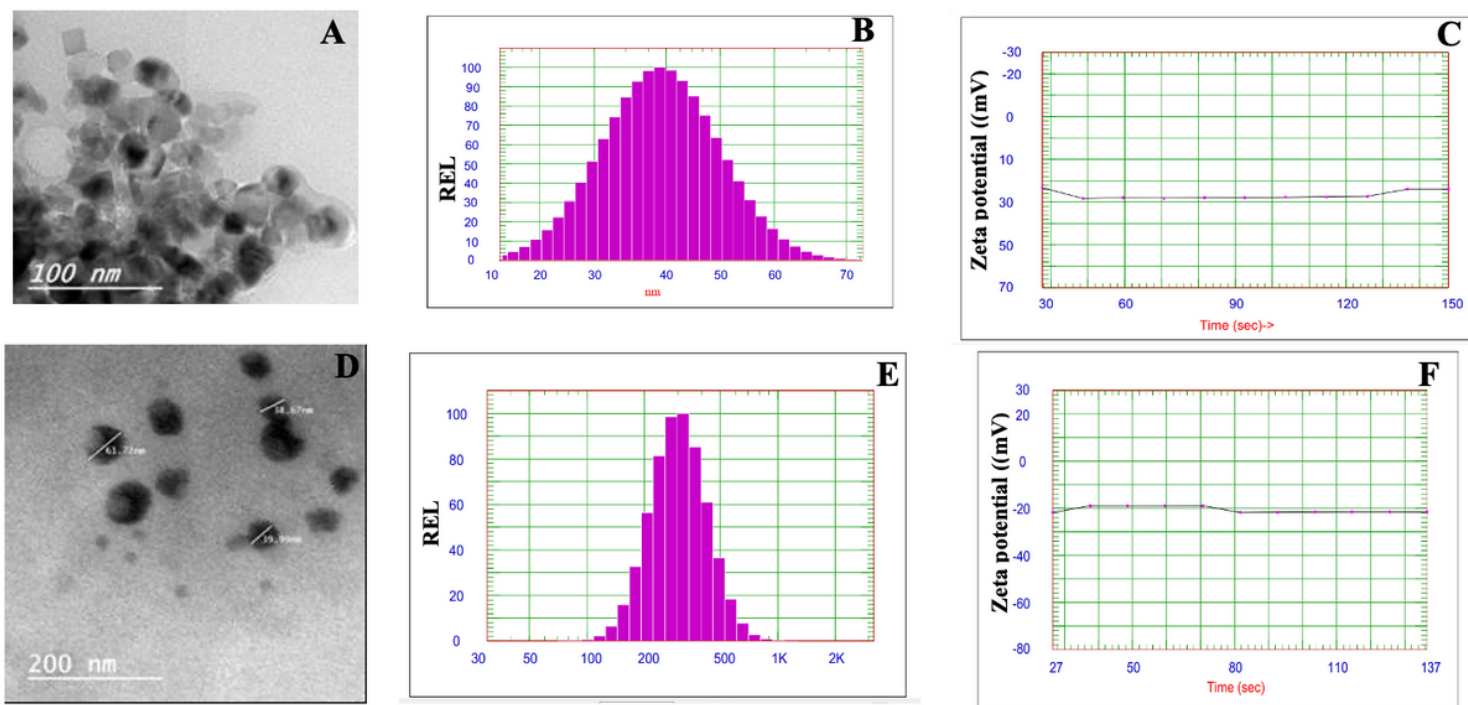 A
100 nm
B
REL
100
90
80
70
60
50
40
30
20
10
0
10 20 30 40 50 60 70
nm
C
Zeta potential ((mV)
-30
-20
0
10
30
50
70
30 60 90 120 150
Time (sec)->
D
61.72nm
38.67nm
39.90nm
200 nm
E
REL
100
80
60
40
20
0
30 50 100 200 500 1K 2K
F
Zeta potential ((mV)
30
20
0
-20
-40
-60
-80
27 50 80 110 137
Time (sec)